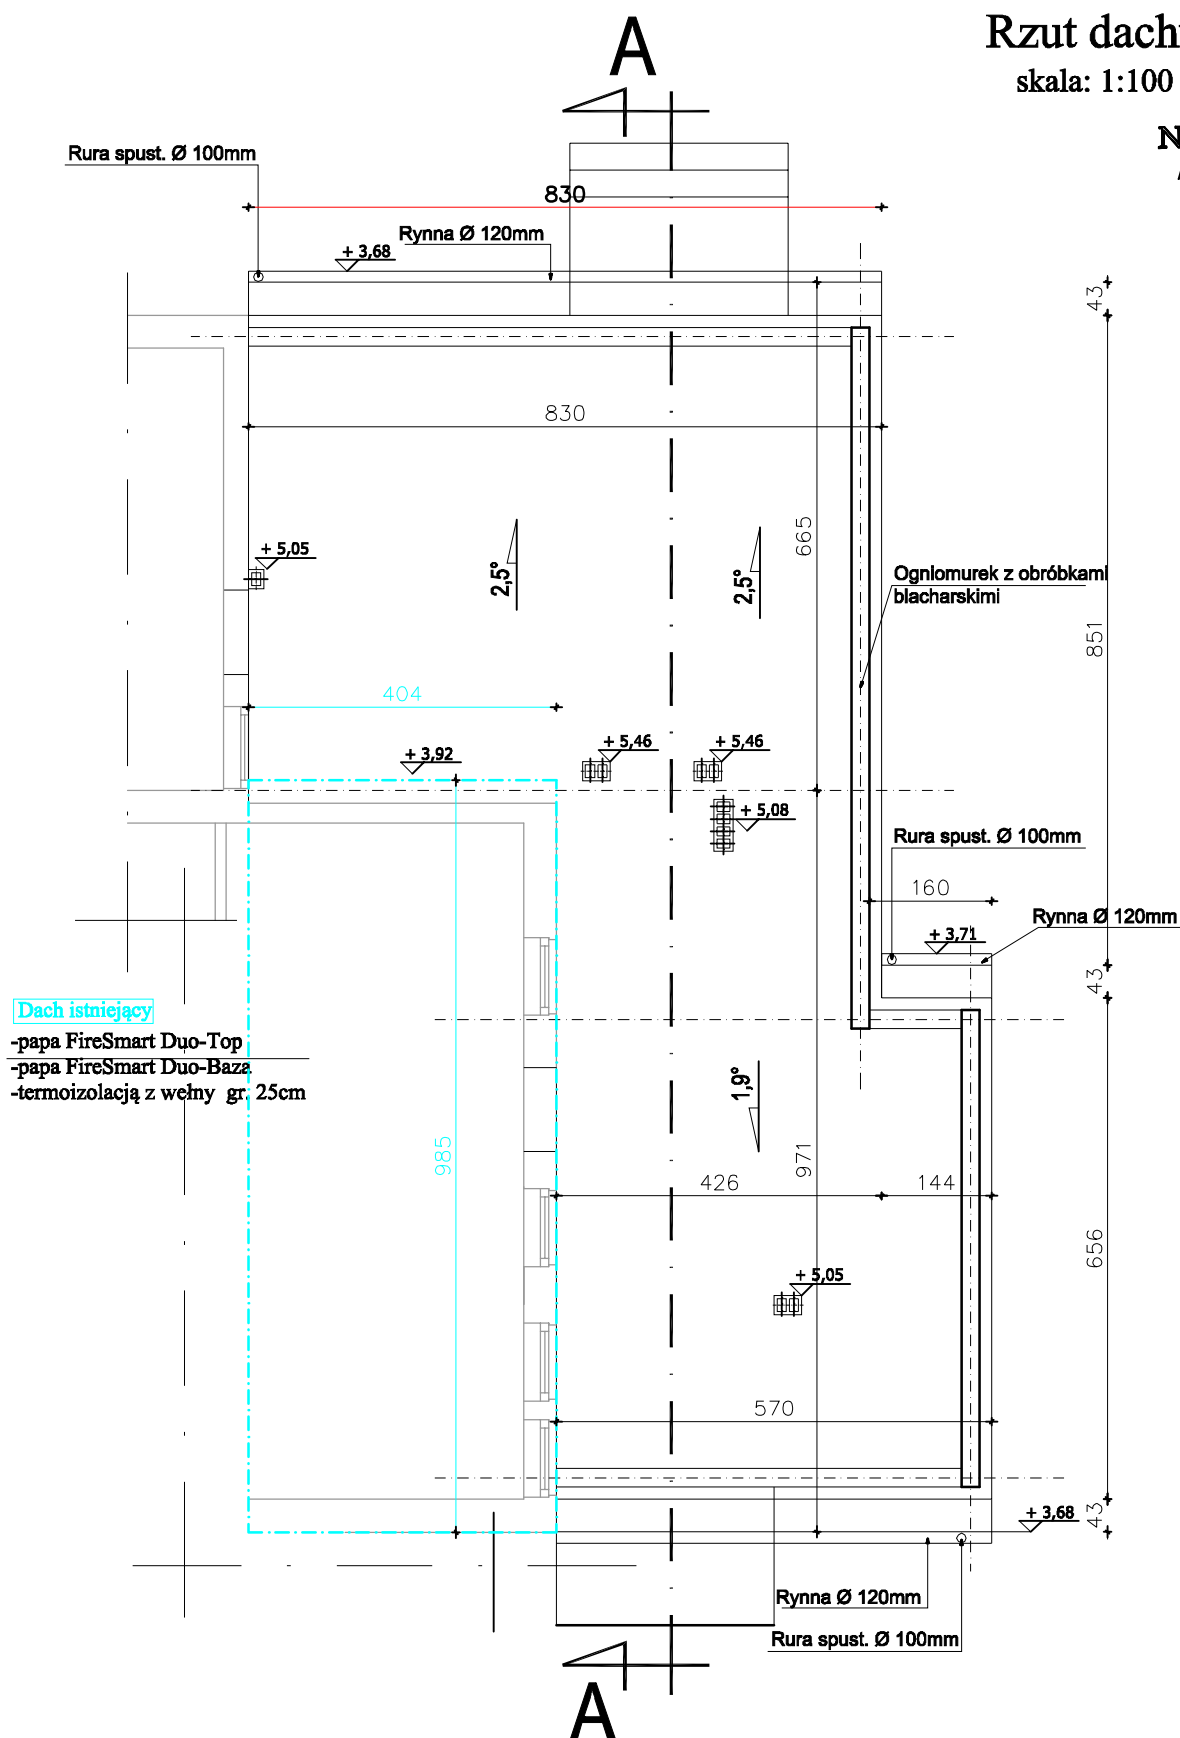 A
Rzut dach
skala: 1:100
N
Rura spust. Ø 100mm
830
Rynna Ø 120mm
+ 3,68
43
830
665
+ 5,05
2,5°
2,5°
Ogniomurek z obróbkami
blacharskimi
851
404
+ 3,92
+ 5,46
+ 5,46
+ 5,08
Rura spust. Ø 100mm
160
Rynna Ø 120mm
+ 3,71
43
Dach istniejący
-papa FireSmart Duo-Top
-papa FireSmart Duo-Baza
-termoizolacją z wełny gr. 25cm
1,9°
985
971
426
144
656
+ 5,05
570
+ 3,68
43
Rynna Ø 120mm
Rura spust. Ø 100mm
A